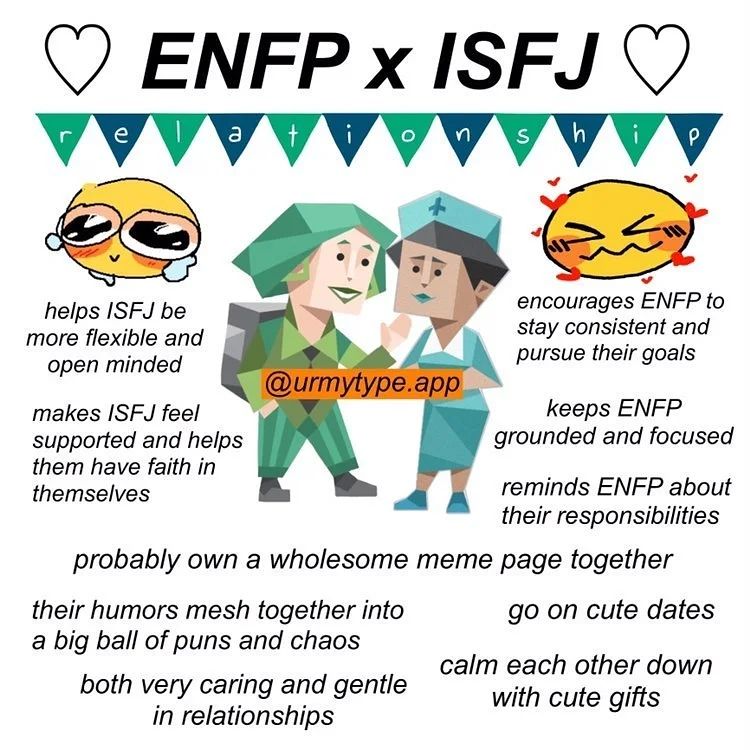 ♡ ENFP x ISFJ ♡
relationship
helps ISFJ be
more flexible and
open minded
makes ISFJ feel
supported and helps
them have faith in
themselves
@urmytype.app
encourages ENFP to
stay consistent and
pursue their goals
keeps ENFP
grounded and focused
reminds ENFP about
their responsibilities
probably own a wholesome meme page together
their humors mesh together into
a big ball of puns and chaos
go on cute dates
both very caring and gentle
in relationships
calm each other down
with cute gifts